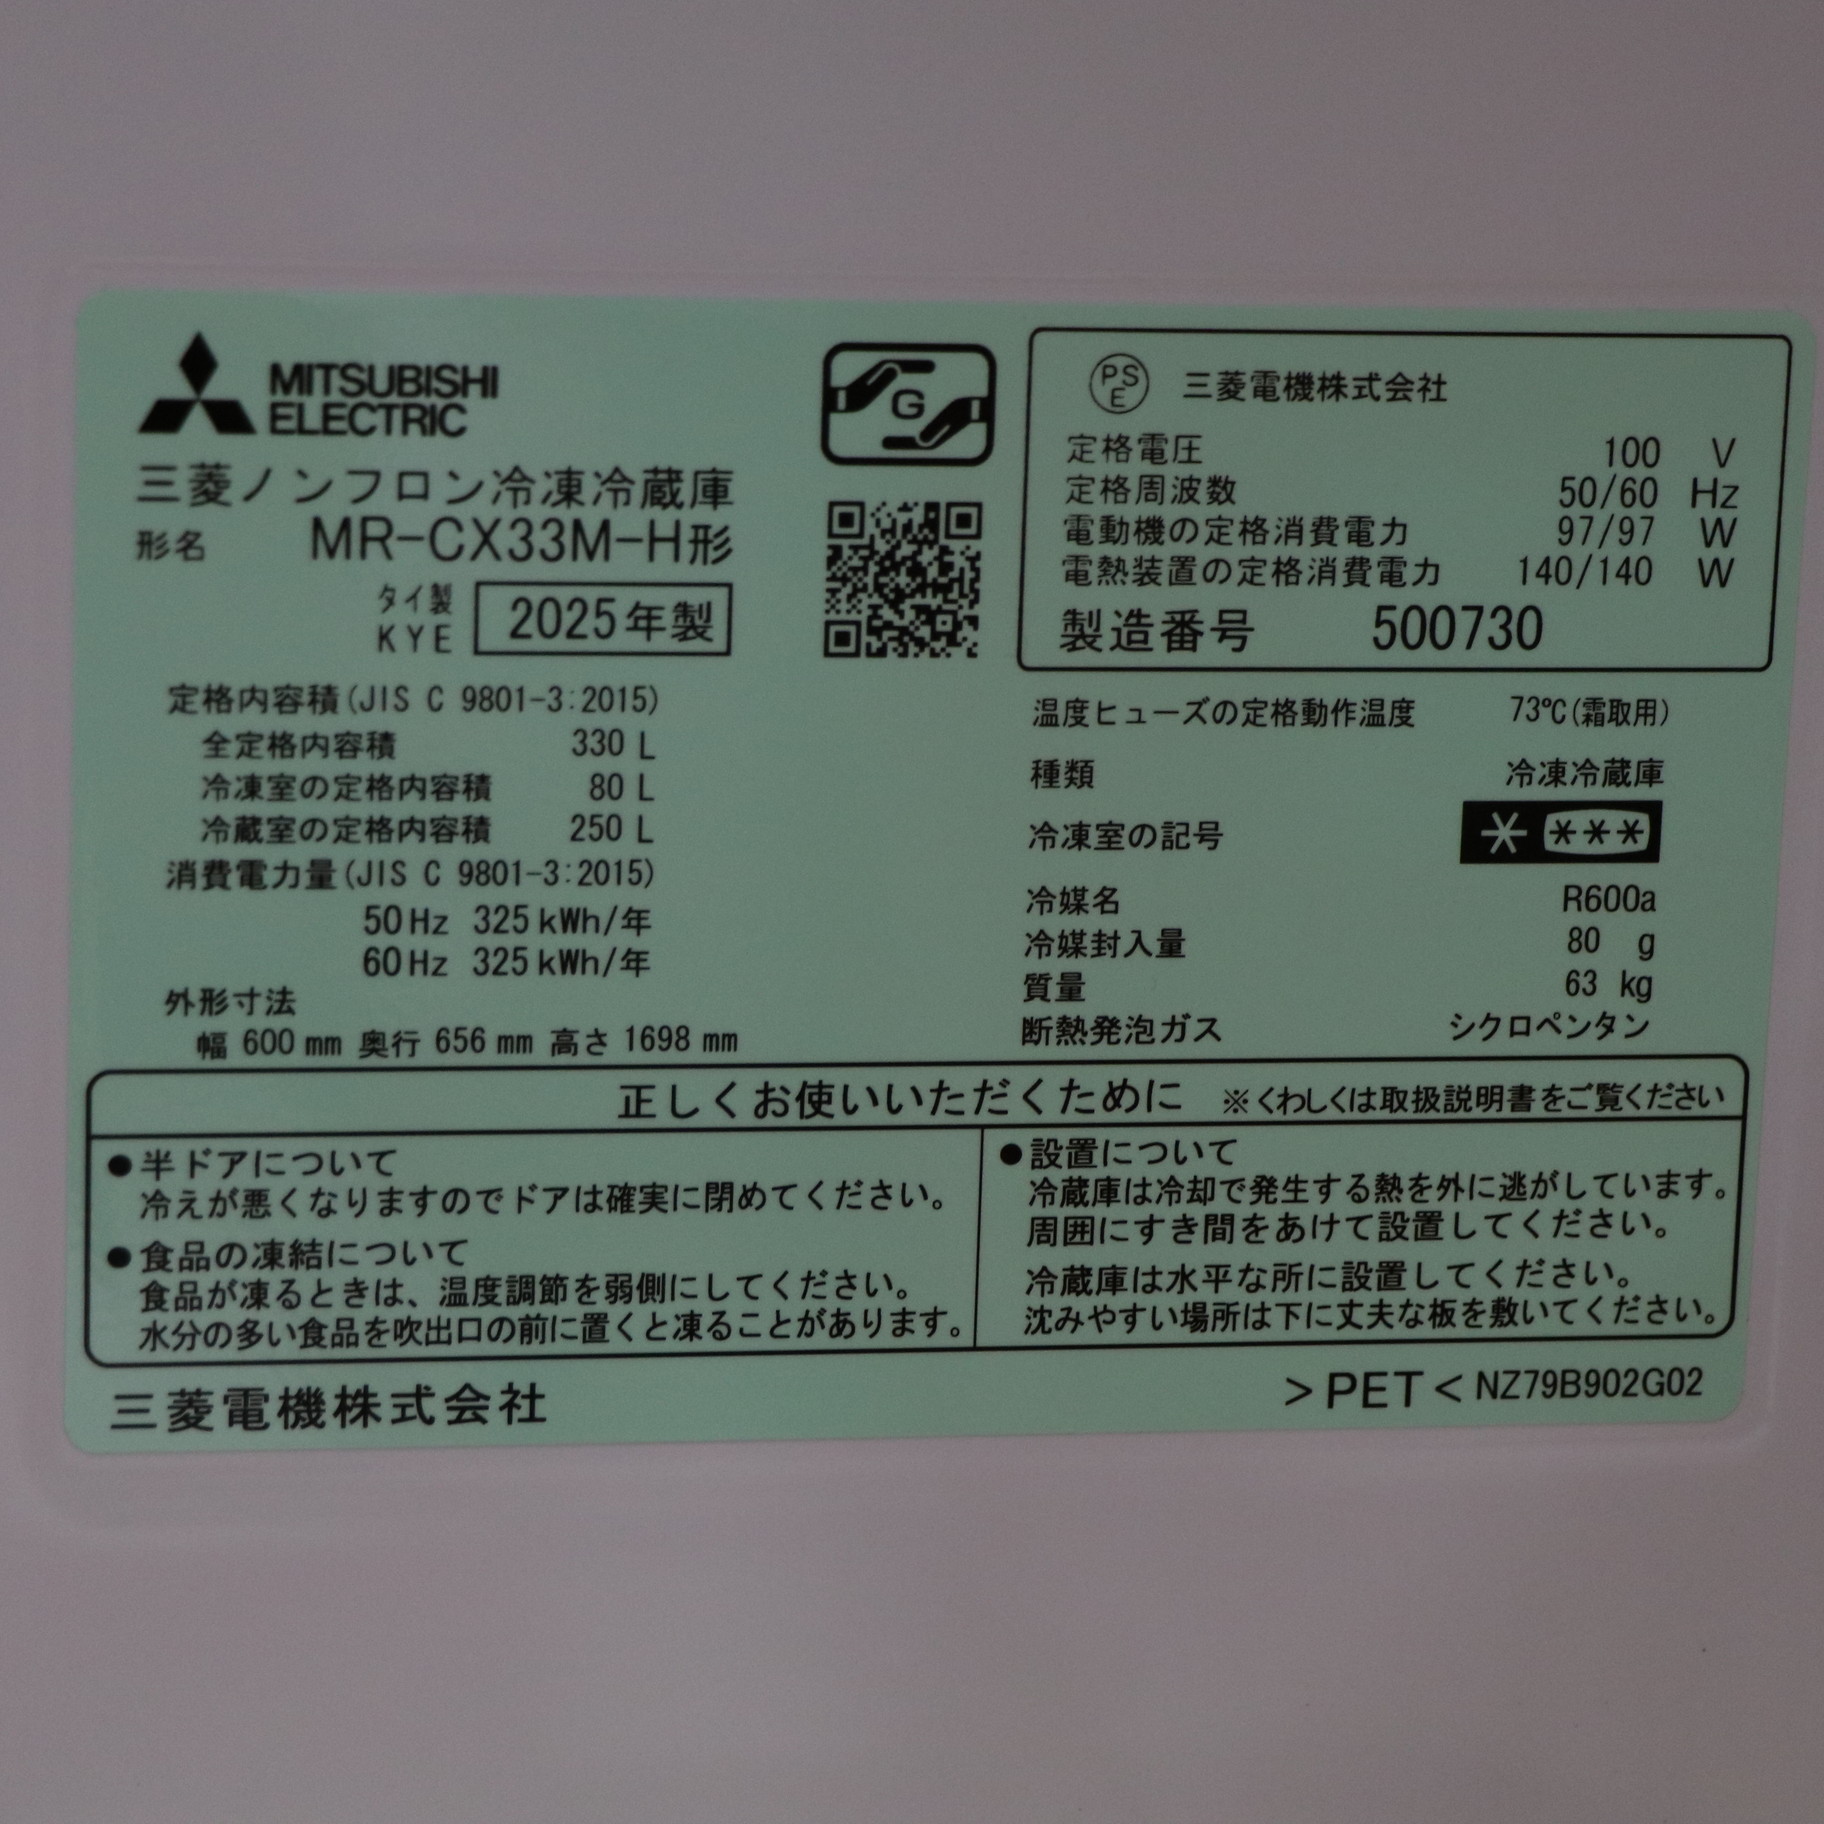 MITSUBISHI
ELECTRIC
三菱ノンフロン冷凍冷蔵庫
形名 MR-CX33M-H形
タイ製
KYE 2025年製
定格内容積(JIS C 9801-3:2015)
全定格内容積 330 L
冷凍室の定格内容積 80 L
冷蔵室の定格内容積 250 L
消費電力量(JIS C 9801-3:2015)
50Hz 325kWh/年
60Hz 325kWh/年
外形寸法
幅 600 mm 奥行 656 mm 高さ 1698 mm
G
PSE 三菱電機株式会社
定格電圧 100 V
定格周波数 50/60 Hz
電動機の定格消費電力 97/97 W
電熱装置の定格消費電力 140/140 W
製造番号 500730
温度ヒューズの定格動作温度 73℃(霜取用)
種類 冷凍冷蔵庫
冷凍室の記号 * ***
冷媒名 R600a
冷媒封入量 80 g
質量 63 kg
断熱発泡ガス シクロペンタン
正しくお使いいただくために ※くわしくは取扱説明書をご覧ください
●半ドアについて
冷えが悪くなりますのでドアは確実に閉めてください。
●食品の凍結について
食品が凍るときは、温度調節を弱側にしてください。
水分の多い食品を吹出口の前に置くと凍ることがあります。
●設置について
冷蔵庫は冷却で発生する熱を外に逃がしています。
周囲にすき間をあけて設置してください。
冷蔵庫は水平な所に設置してください。
沈みやすい場所は下に丈夫な板を敷いてください。
三菱電機株式会社
>PET< NZ79B902G02